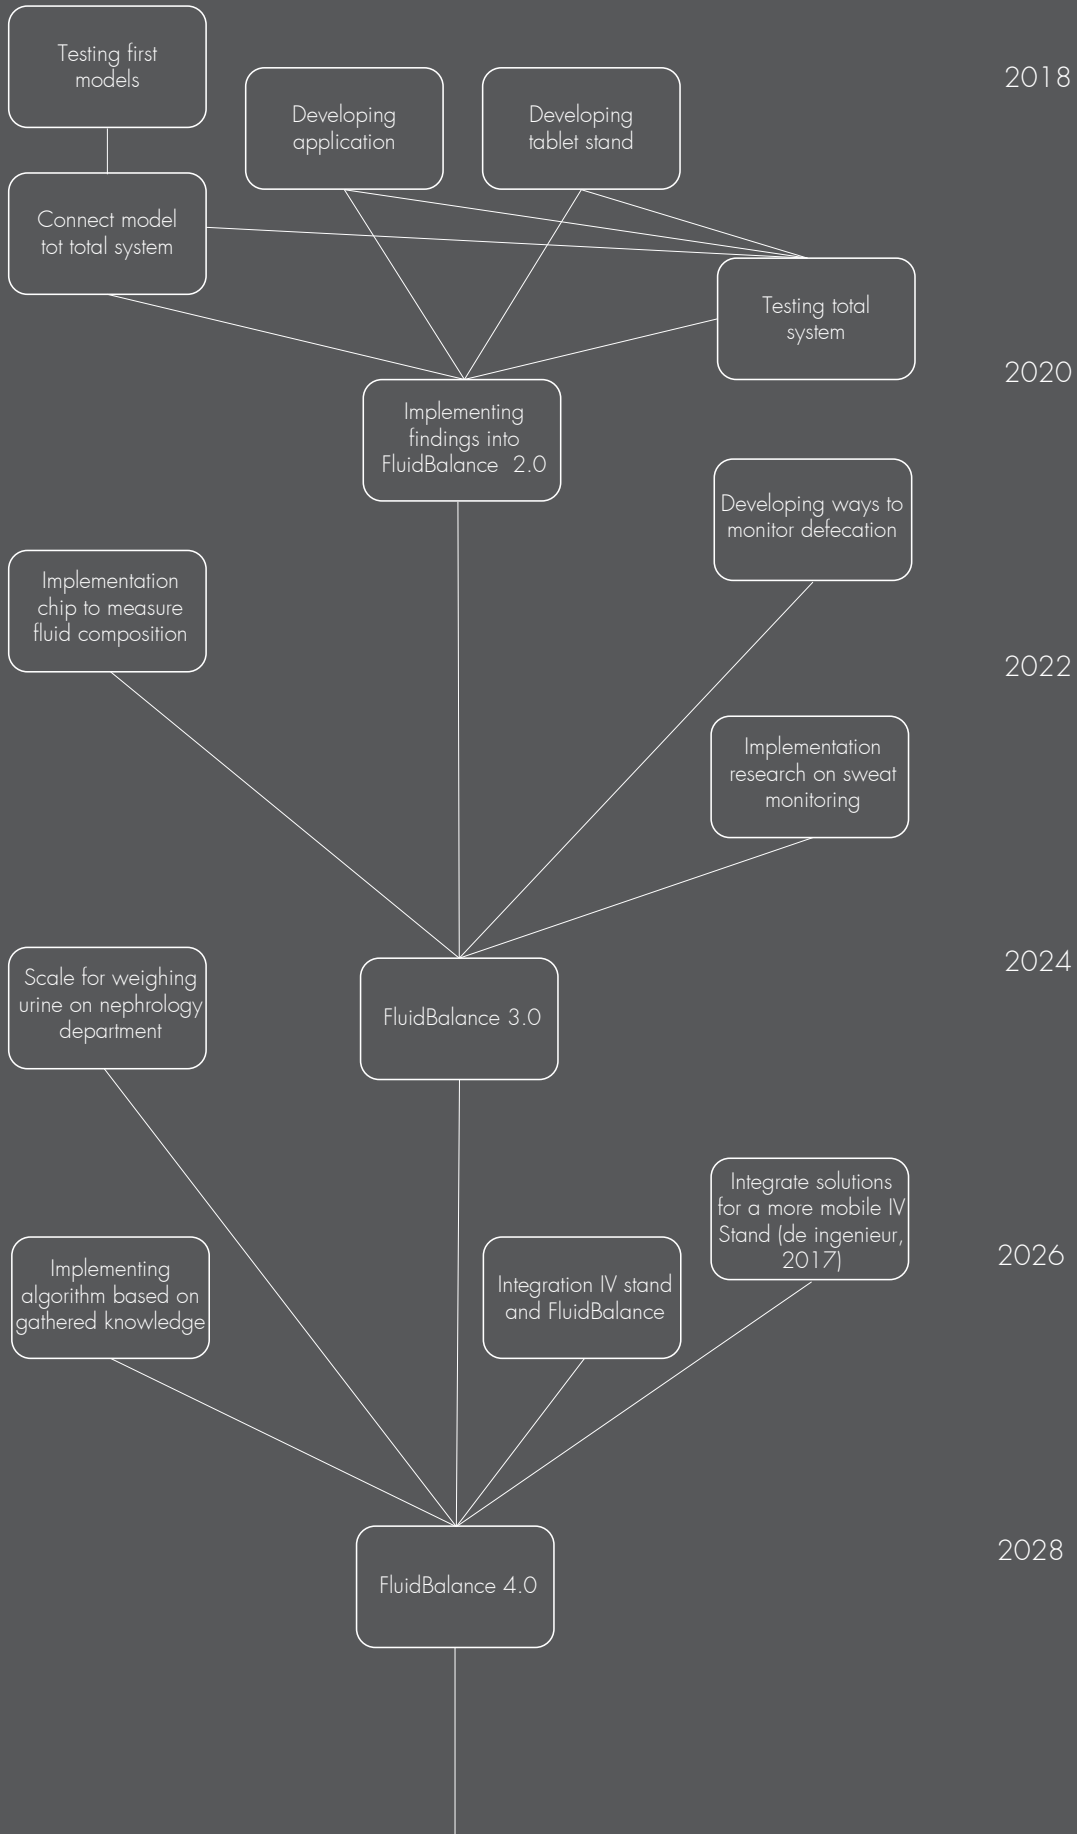 Testing first
models
2018
Developing
application
Developing
tablet stand
Connect model
tot total system
Testing total
system
2020
Implementing
findings into
FluidBalance  2.0
Developing ways to
monitor defecation
Implementation
chip to measure
fluid composition
2022
Implementation
research on sweat
monitoring
2024
Scale for weighing
urine on nephrology
department
FluidBalance 3.0
Integrate solutions
for a more mobile IV
Stand (de ingenieur,
2017)
2026
Implementing
algorithm based on
gathered knowledge
Integration IV stand
and FluidBalance
2028
FluidBalance 4.0